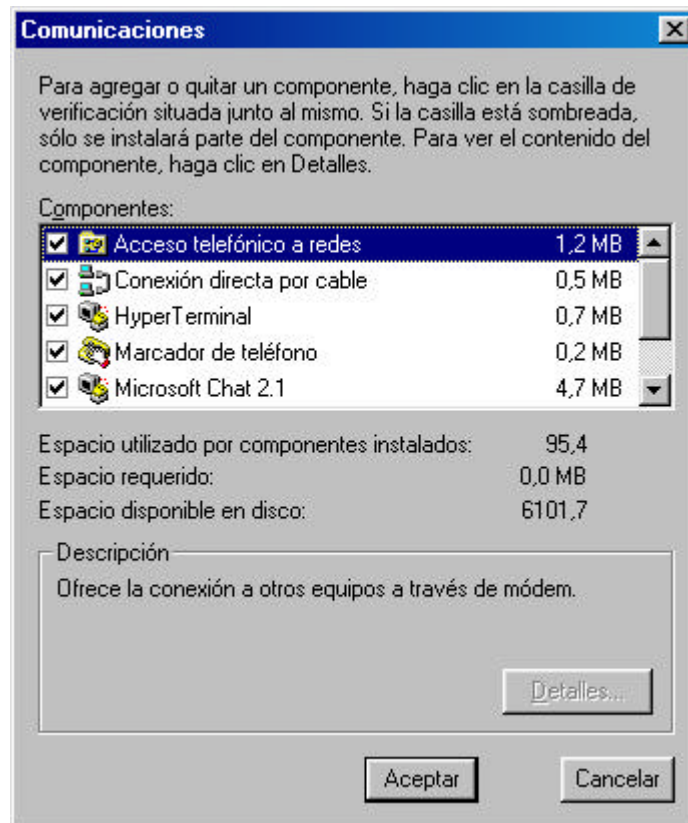 Comunicaciones
Para agregar o quitar un componente, haga clic en la casilla de
verificación situada junto al mismo. Si la casilla está sombreada,
sólo se instalará parte del componente. Para ver el contenido del
componente, haga clic en Detalles.
Componentes:
Acceso telefónico a redes 1,2 MB
Conexión directa por cable 0,5 MB
HyperTerminal 0,7 MB
Marcador de teléfono 0,2 MB
Microsoft Chat 2.1 4,7 MB
Espacio utilizado por componentes instalados: 95,4
Espacio requerido: 0,0 MB
Espacio disponible en disco: 6101,7
Descripción
Ofrece la conexión a otros equipos a través de módem.
Detalles...
Aceptar Cancelar